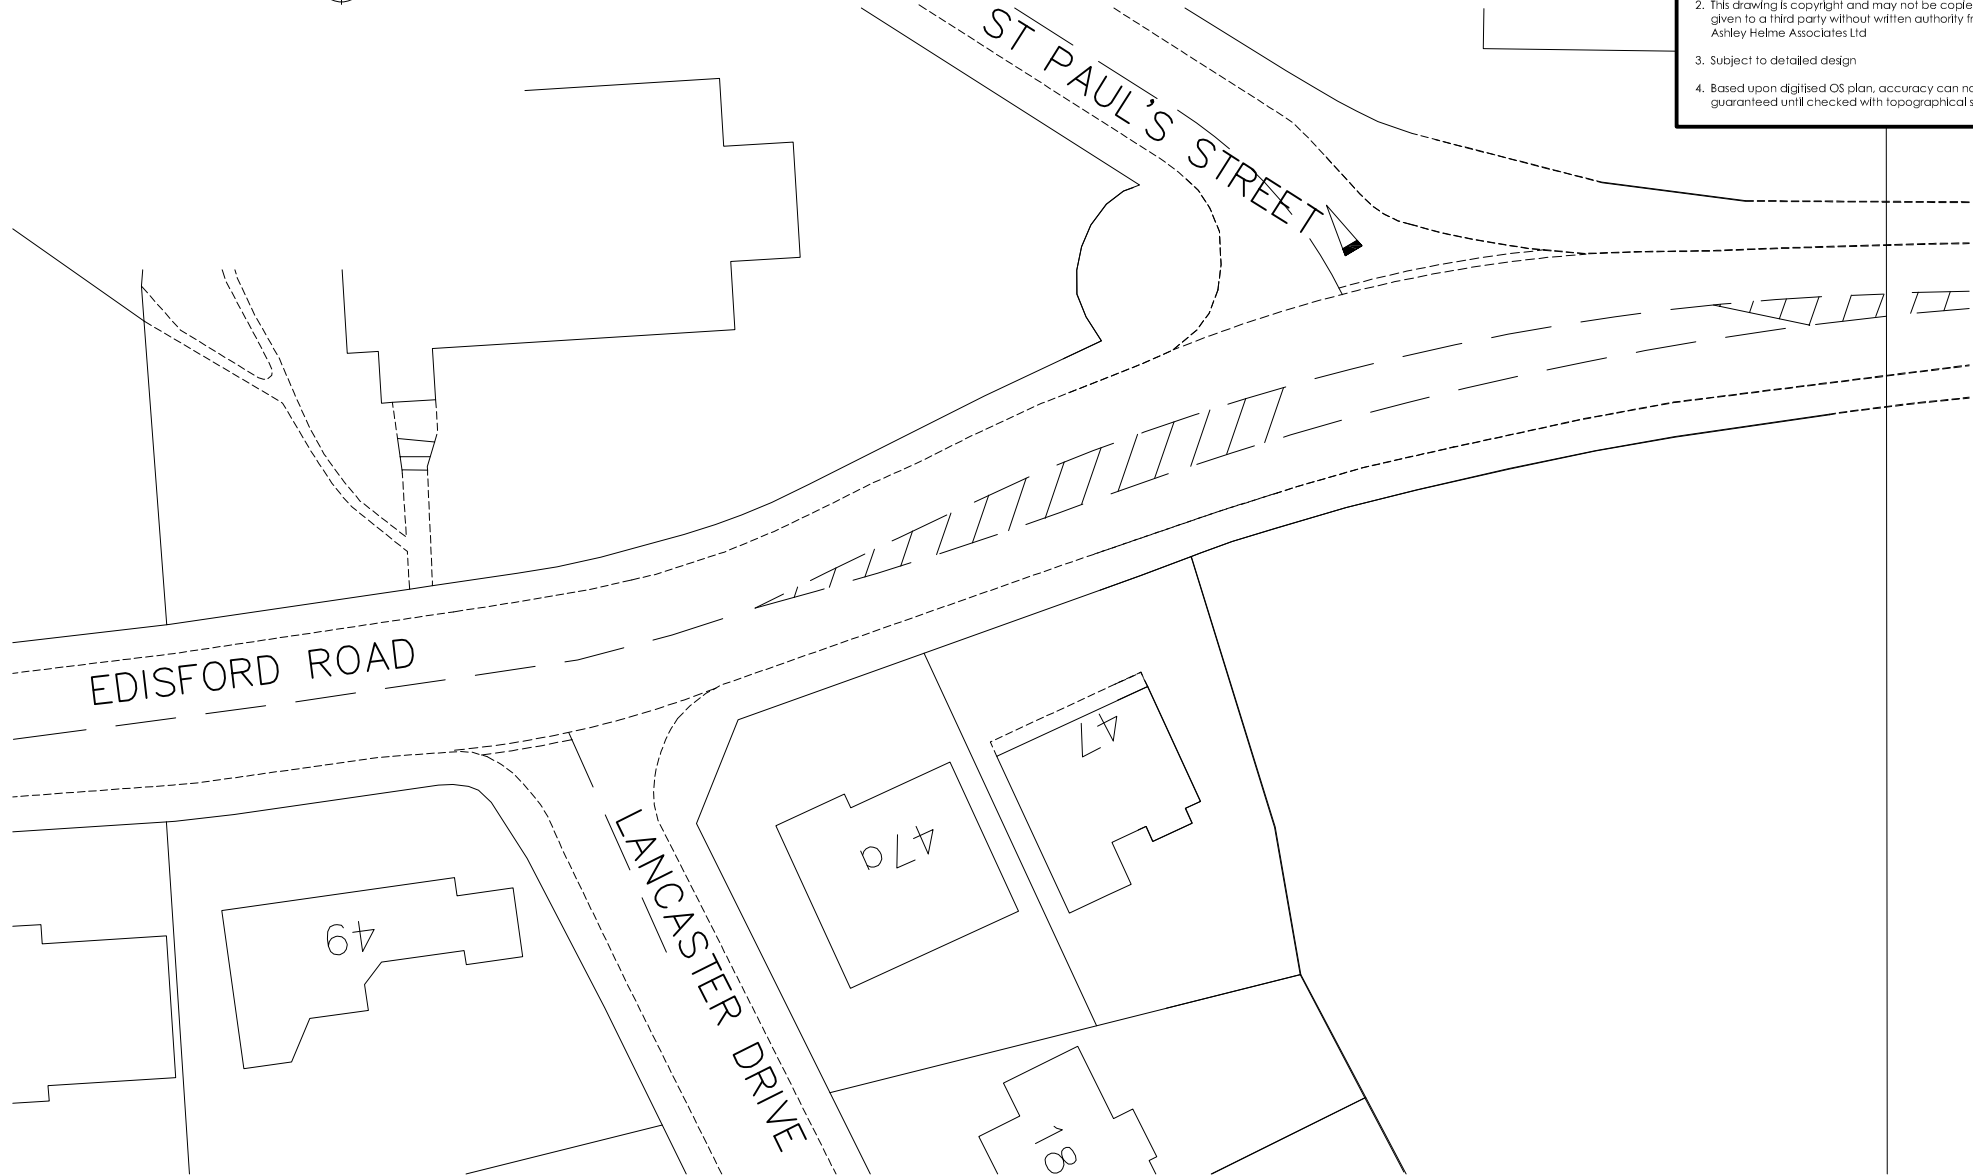 2. This drawing is copyright and may not be
given to a third party without written authority
Ashley Helme Associates Ltd
3. Subject to detailed design
4. Based upon digitised OS plan, accuracy can
guaranteed until checked with topographical
ST PAUL'S STREET
EDISFORD ROAD
LANCASTER DRIVE
47
47a
49
18